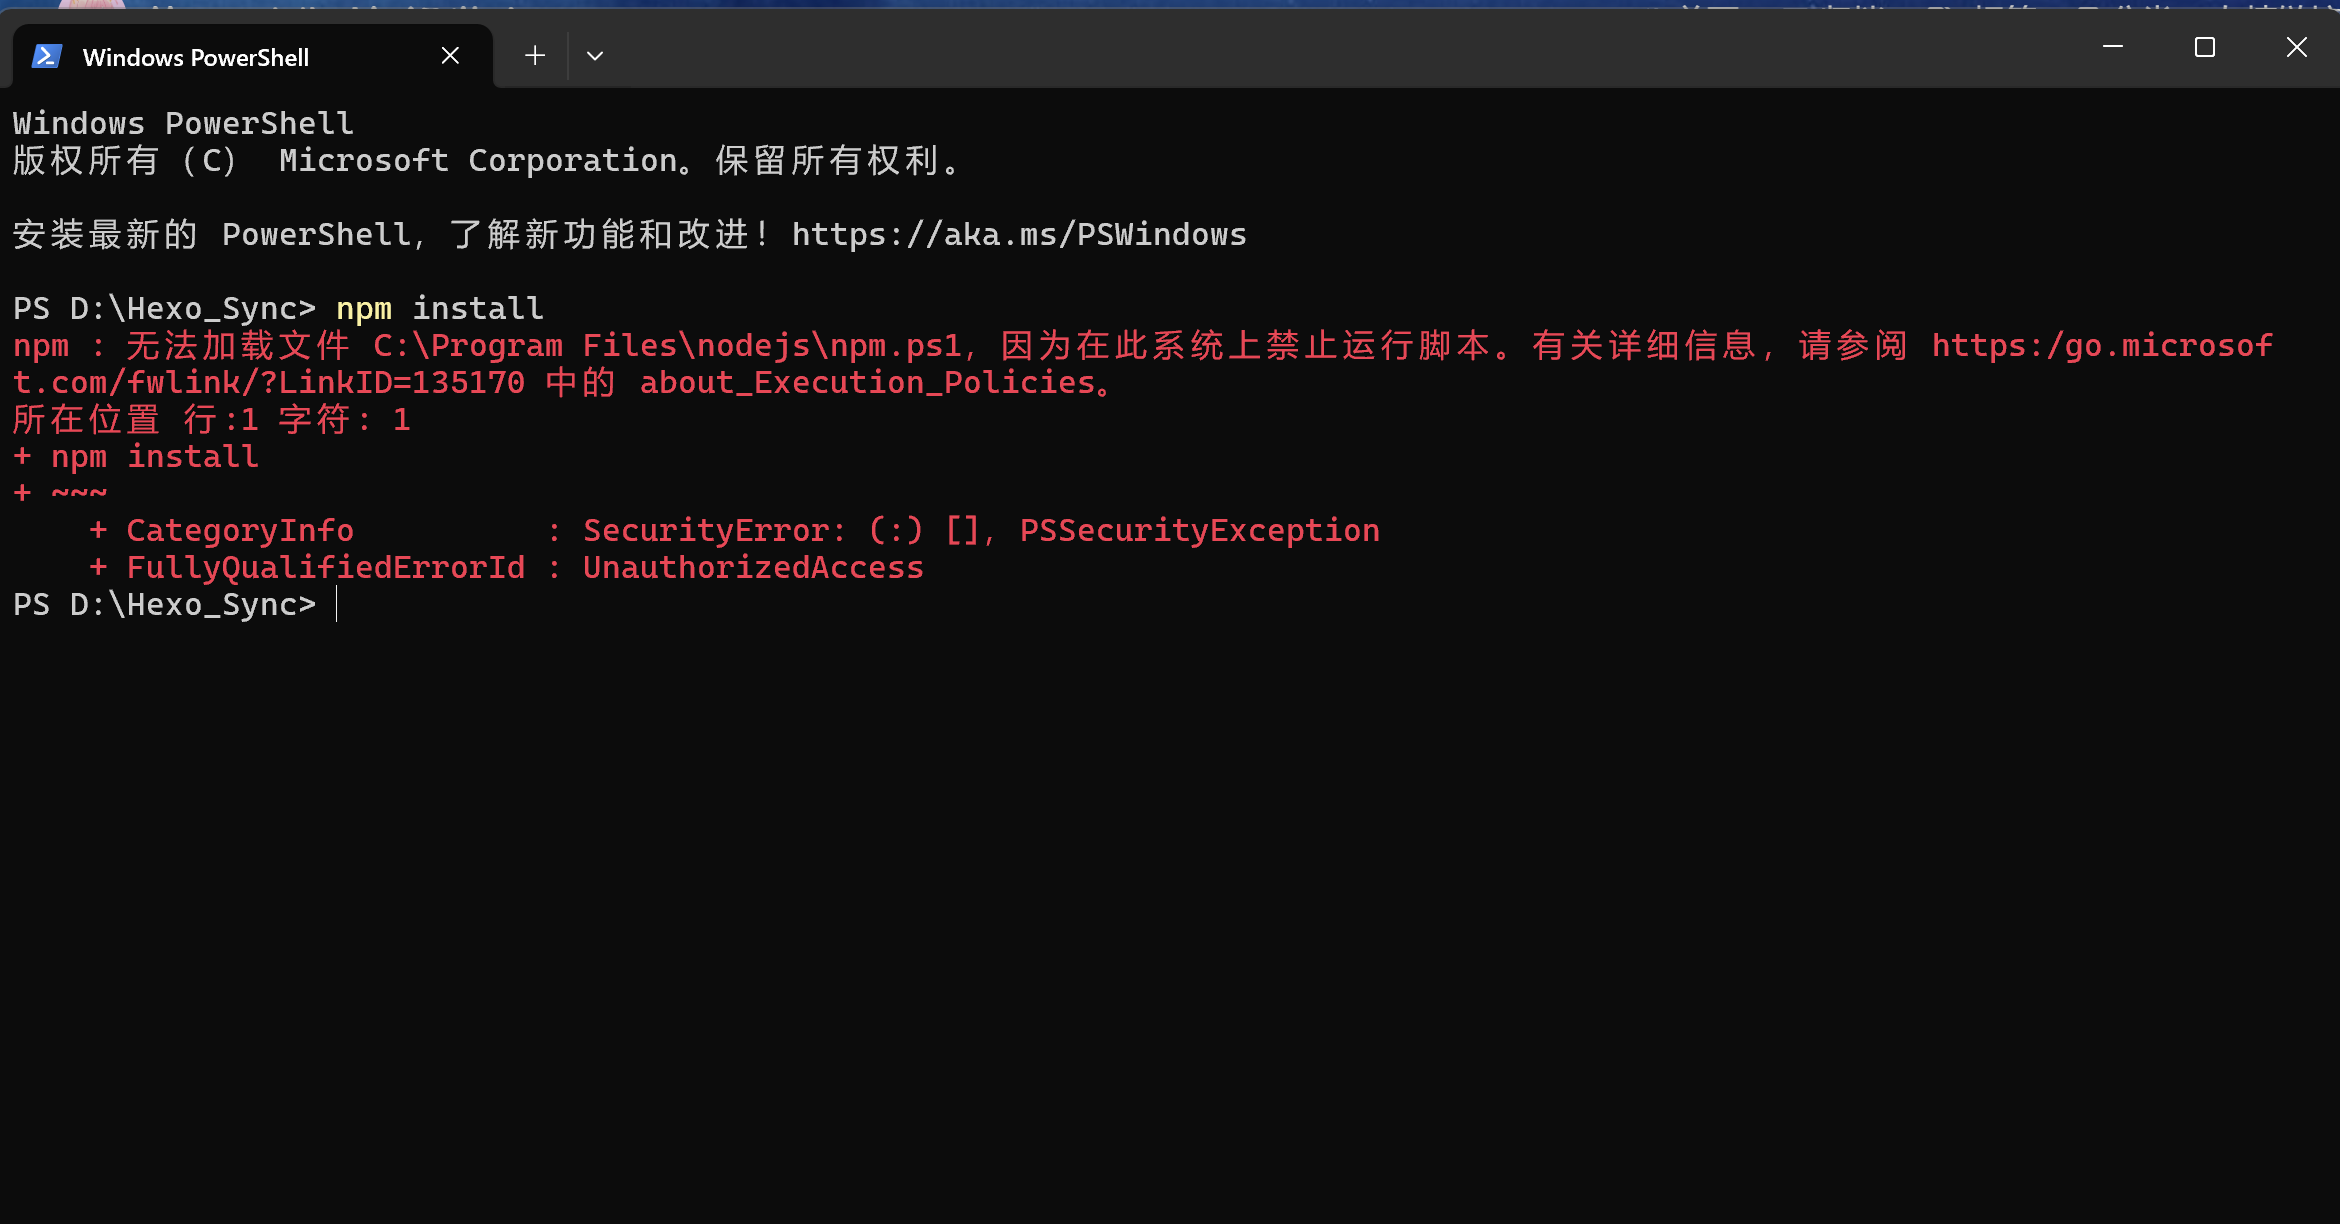 Windows PowerShell
Windows PowerShell
版权所有 (C) Microsoft Corporation。保留所有权利。
安装最新的 PowerShell，了解新功能和改进！https://aka.ms/PSWindows
PS D:\Hexo_Sync> npm install
npm : 无法加载文件 C:\Program Files\nodejs\npm.ps1，因为在此系统上禁止运行脚本。有关详细信息，请参阅 https:/go.microsof
t.com/fwlink/?LinkID=135170 中的 about_Execution_Policies。
所在位置 行:1 字符: 1
+ npm install
+ ~~~
    + CategoryInfo          : SecurityError: (:) [], PSSecurityException
    + FullyQualifiedErrorId : UnauthorizedAccess
PS D:\Hexo_Sync>